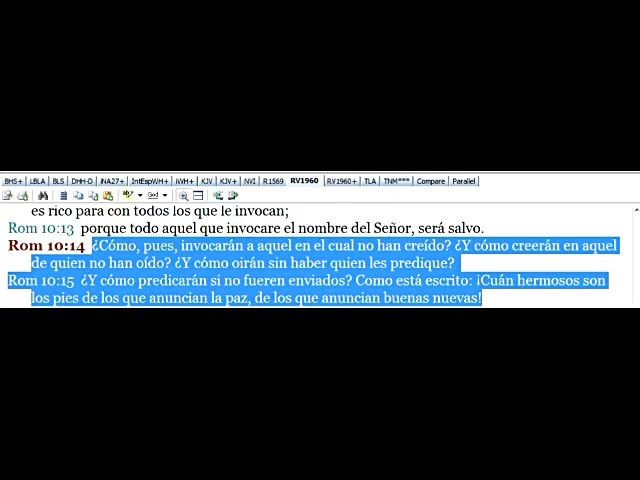 BHS+ LBLA BLS DHH-D iNA27+ IntEspWH+ iWH+ KJV KJV+ NVI R1569 RV1960 RV1960+ TLA TNM*** Compare Parallel
es rico para con todos los que le invocan;
Rom 10:13 porque todo aquel que invocare el nombre del Señor, será salvo.
Rom 10:14 ¿Cómo, pues, invocarán a aquel en el cual no han creído? ¿Y cómo creerán en aquel
de quien no han oído? ¿Y cómo oirán sin haber quien les predique?
Rom 10:15 ¿Y cómo predicarán si no fueren enviados? Como está escrito: ¡Cuán hermosos son
los pies de los que anuncian la paz, de los que anuncian buenas nuevas!